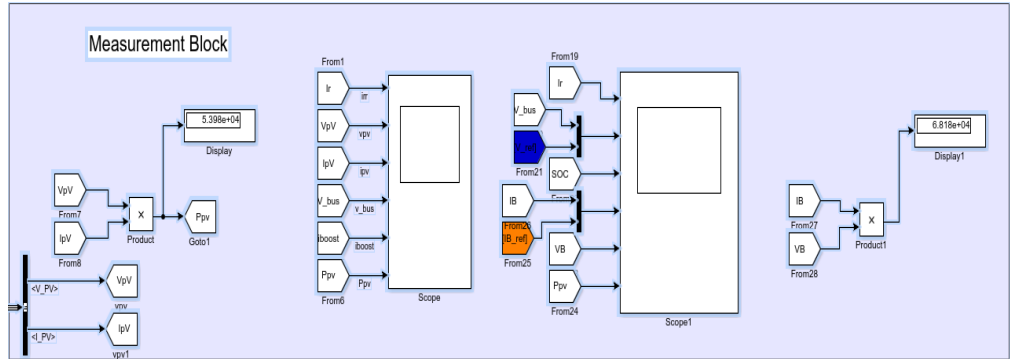 Measurement Block
5.398e+04
Display
VpV
From7
IpV
From8
x
Product
Ppv
Goto1
<V_PV>
VpV
vpv
<I_PV>
IpV
vpv1
From1
Ir
irr
VpV
vpv
IpV
ipv
V_bus
v_bus
iboost
iboost
Ppv
Ppv
From6
Scope
From19
Ir
V_bus
From21
SOC
IB
From26
[IB_ref]
From25
VB
Ppv
From24
Scope1
IB
From27
VB
From28
x
Product1
6.818e+04
Display1